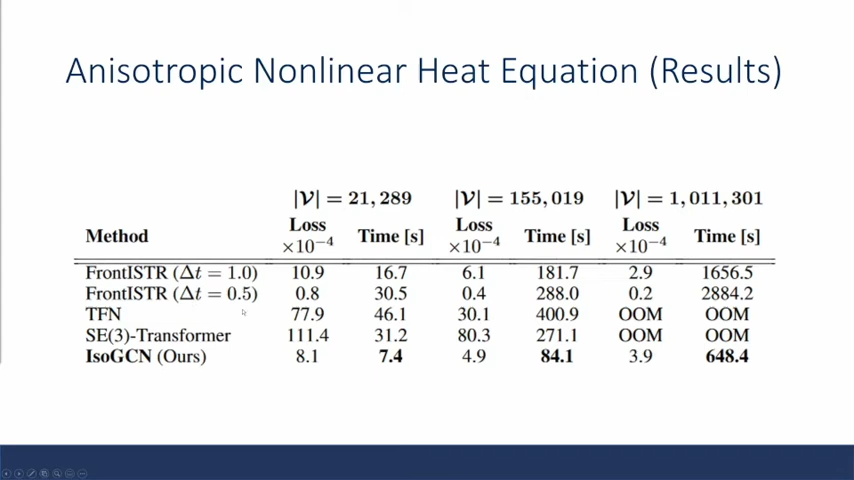 Anisotropic Nonlinear Heat Equation (Results)
|𝒱| = 21,289 |𝒱| = 155,019 |𝒱| = 1,011,301
Method Loss ×10⁻⁴ Time [s] Loss ×10⁻⁴ Time [s] Loss ×10⁻⁴ Time [s]
FrontISTR (Δt = 1.0) 10.9 16.7 6.1 181.7 2.9 1656.5
FrontISTR (Δt = 0.5) 0.8 30.5 0.4 288.0 0.2 2884.2
TFN 77.9 46.1 30.1 400.9 OOM OOM
SE(3)-Transformer 111.4 31.2 80.3 271.1 OOM OOM
IsoGCN (Ours) 8.1 7.4 4.9 84.1 3.9 648.4